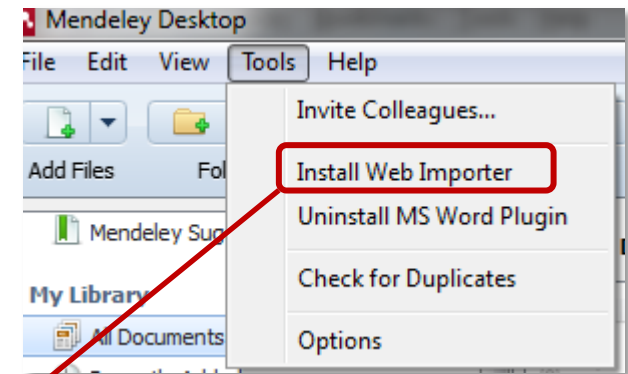 Mendeley Desktop
File Edit View Tools Help
Invite Colleagues...
Add Files Fol
Install Web Importer
Mendeley Sug
Uninstall MS Word Plugin
Check for Duplicates
My Library
All Documents
Options